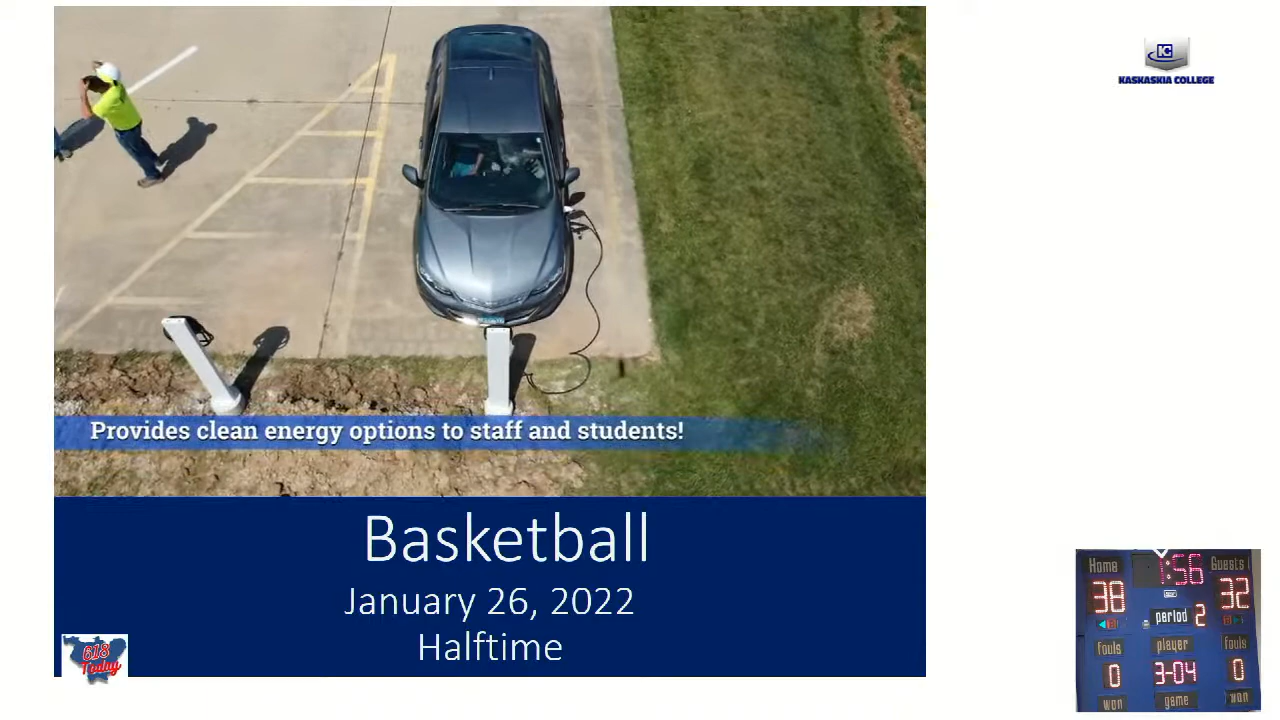 KC
KASKASKIA COLLEGE
Provides clean energy options to staff and students!
Basketball
January 26, 2022
Halftime
618
Today
Home
1:56
Guests
38
32
period 2
fouls
player
fouls
0
3-04
0
won
game
won